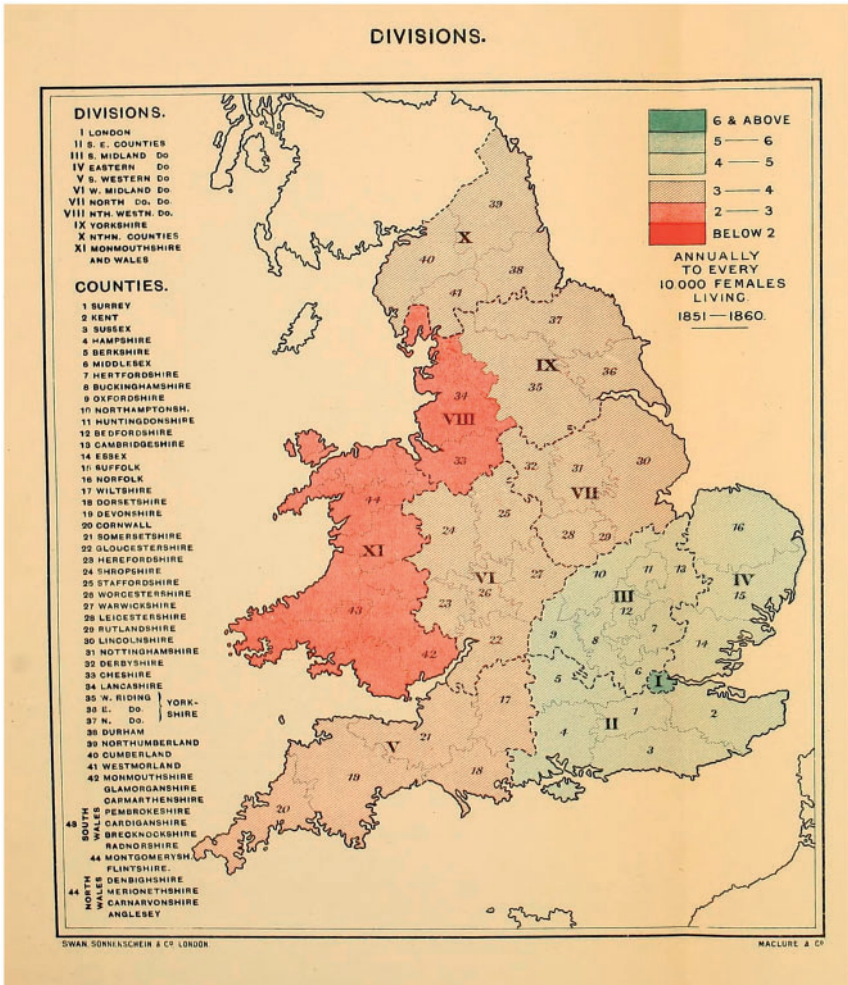 DIVISIONS.
DIVISIONS.
I LONDON
II S. E. COUNTIES
III S. MIDLAND Do
IV EASTERN Do
V S. WESTERN Do
VI W. MIDLAND Do
VII NORTH Do. Do
VIII NTH. WESTN. Do.
IX YORKSHIRE
X NTHN. COUNTIES
XI MONMOUTHSHIRE
AND WALES
COUNTIES.
1 SURREY
2 KENT
3 SUSSEX
4 HAMPSHIRE
5 BERKSHIRE
6 MIDDLESEX
7 HERTFORDSHIRE
8 BUCKINGHAMSHIRE
9 OXFORDSHIRE
10 NORTHAMPTONSH.
11 HUNTINGDONSHIRE
12 BEDFORDSHIRE
13 CAMBRIDGESHIRE
14 ESSEX
15 SUFFOLK
16 NORFOLK
17 WILTSHIRE
18 DORSETSHIRE
19 DEVONSHIRE
20 CORNWALL
21 SOMERSETSHIRE
22 GLOUCESTERSHIRE
23 HEREFORDSHIRE
24 SHROPSHIRE
25 STAFFORDSHIRE
26 WORCESTERSHIRE
27 WARWICKSHIRE
28 LEICESTERSHIRE
29 RUTLANDSHIRE
30 LINCOLNSHIRE
31 NOTTINGHAMSHIRE
32 DERBYSHIRE
33 CHESHIRE
34 LANCASHIRE
35 W. RIDING
36 E. Do.
37 N. Do.
YORK-
SHIRE
38 DURHAM
39 NORTHUMBERLAND
40 CUMBERLAND
41 WESTMORLAND
42 MONMOUTHSHIRE
GLAMORGANSHIRE
CARMARTHENSHIRE
PEMBROKESHIRE
43 CARDIGANSHIRE
BRECKNOCKSHIRE
RADNORSHIRE
SOUTH
WALES
44 MONTGOMERYSH.
FLINTSHIRE.
DENBIGHSHIRE
44 MERIONETHSHIRE
CARNARVONSHIRE
ANGLESEY
NORTH
WALES
6 & ABOVE
5 — 6
4 — 5
3 — 4
2 — 3
BELOW 2
ANNUALLY
TO EVERY
10.000 FEMALES
LIVING.
1851—1860.
39
X
40
38
41
37
IX
35
36
34
VIII
33
32
31
30
VII
28
29
44
XI
43
42
24
25
VI
26
27
23
22
16
IV
15
10
11
13
III
12
7
9
8
14
6
I
5
1
2
II
4
3
17
V
21
19
18
20
SWAN. SONNENSCHEIN & Co. LONDON.
MACLURE & Co